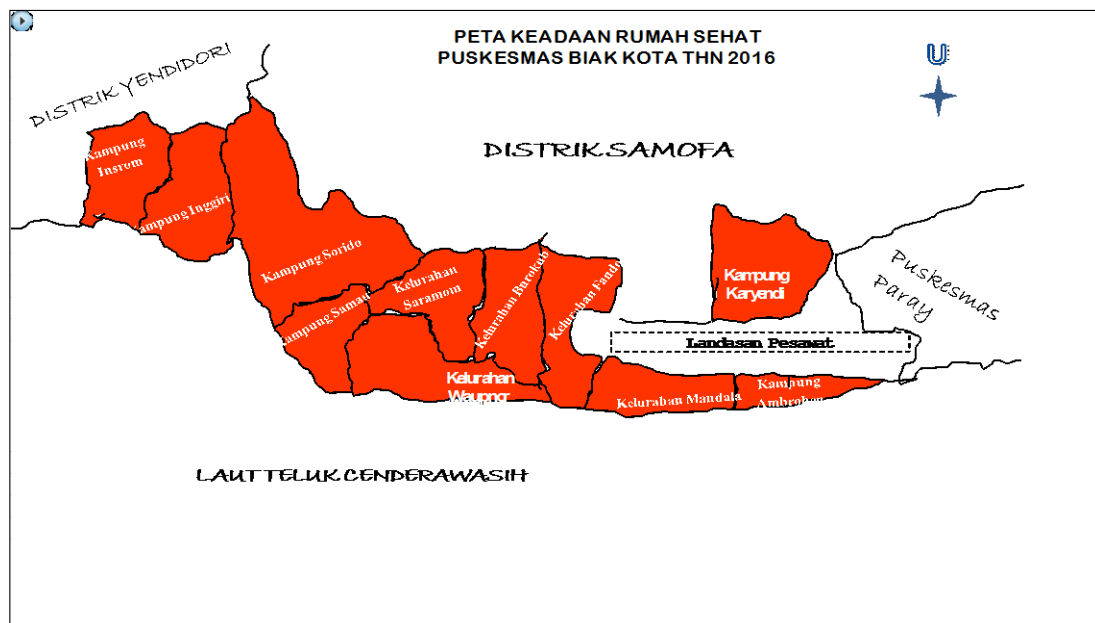 PETA KEADAAN RUMAH SEHAT
PUSKESMAS BIAK KOTA THN 2016
U
DISTRIK YENDIDORI
DISTRIK SAMOFA
Kampung
Insrom
Kampung Inggiri
Kampung Sorido
Kelurahan
Saramom
Kampung Samau
Kelurahan Burokub
Kelurahan Fandoi
Kampung
Karyendi
Puskesmas
Paray
Landasan Pesawat
Kelurahan
Waupnor
Kelurahan Mandala
Kampung
Ambroben
LAUT TELUK CENDERAWASIH